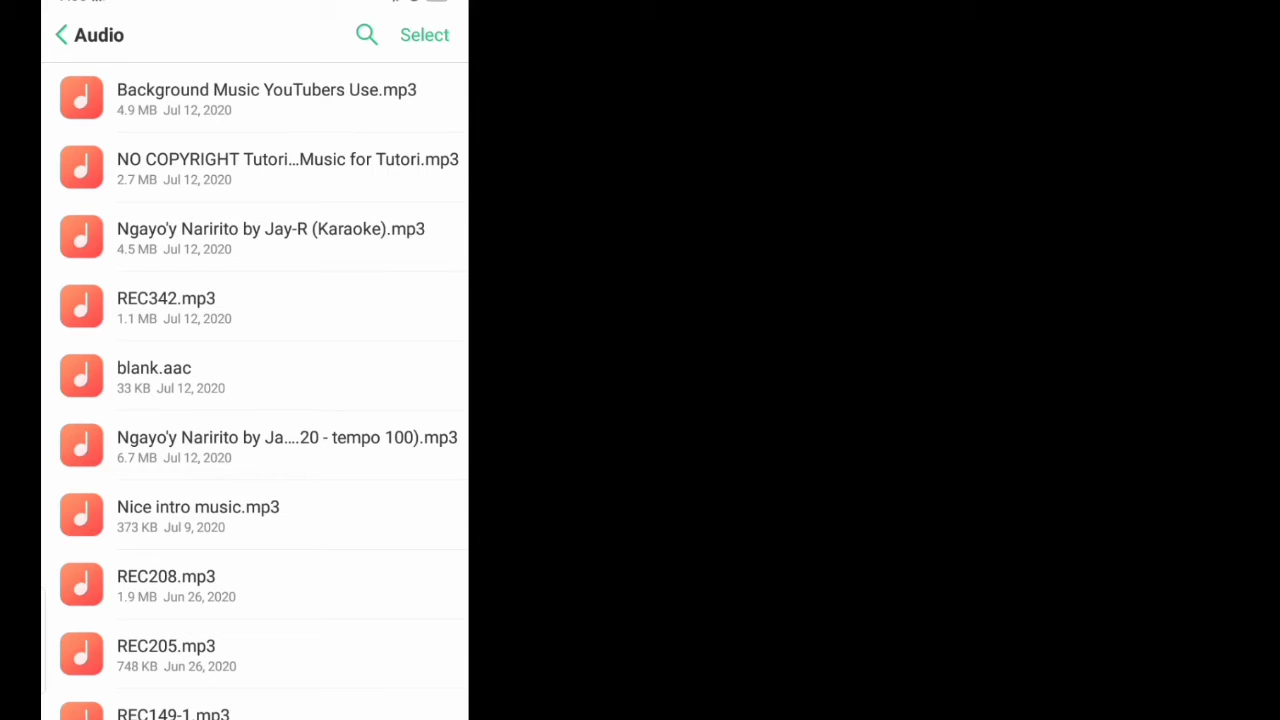 Audio
Select
Background Music YouTubers Use.mp3
4.9 MB Jul 12, 2020
NO COPYRIGHT Tutori...Music for Tutori.mp3
2.7 MB Jul 12, 2020
Ngayo'y Naririto by Jay-R (Karaoke).mp3
4.5 MB Jul 12, 2020
REC342.mp3
1.1 MB Jul 12, 2020
blank.aac
33 KB Jul 12, 2020
Ngayo'y Naririto by Ja....20 - tempo 100).mp3
6.7 MB Jul 12, 2020
Nice intro music.mp3
373 KB Jul 9, 2020
REC208.mp3
1.9 MB Jun 26, 2020
REC205.mp3
748 KB Jun 26, 2020
REC149-1.mp3